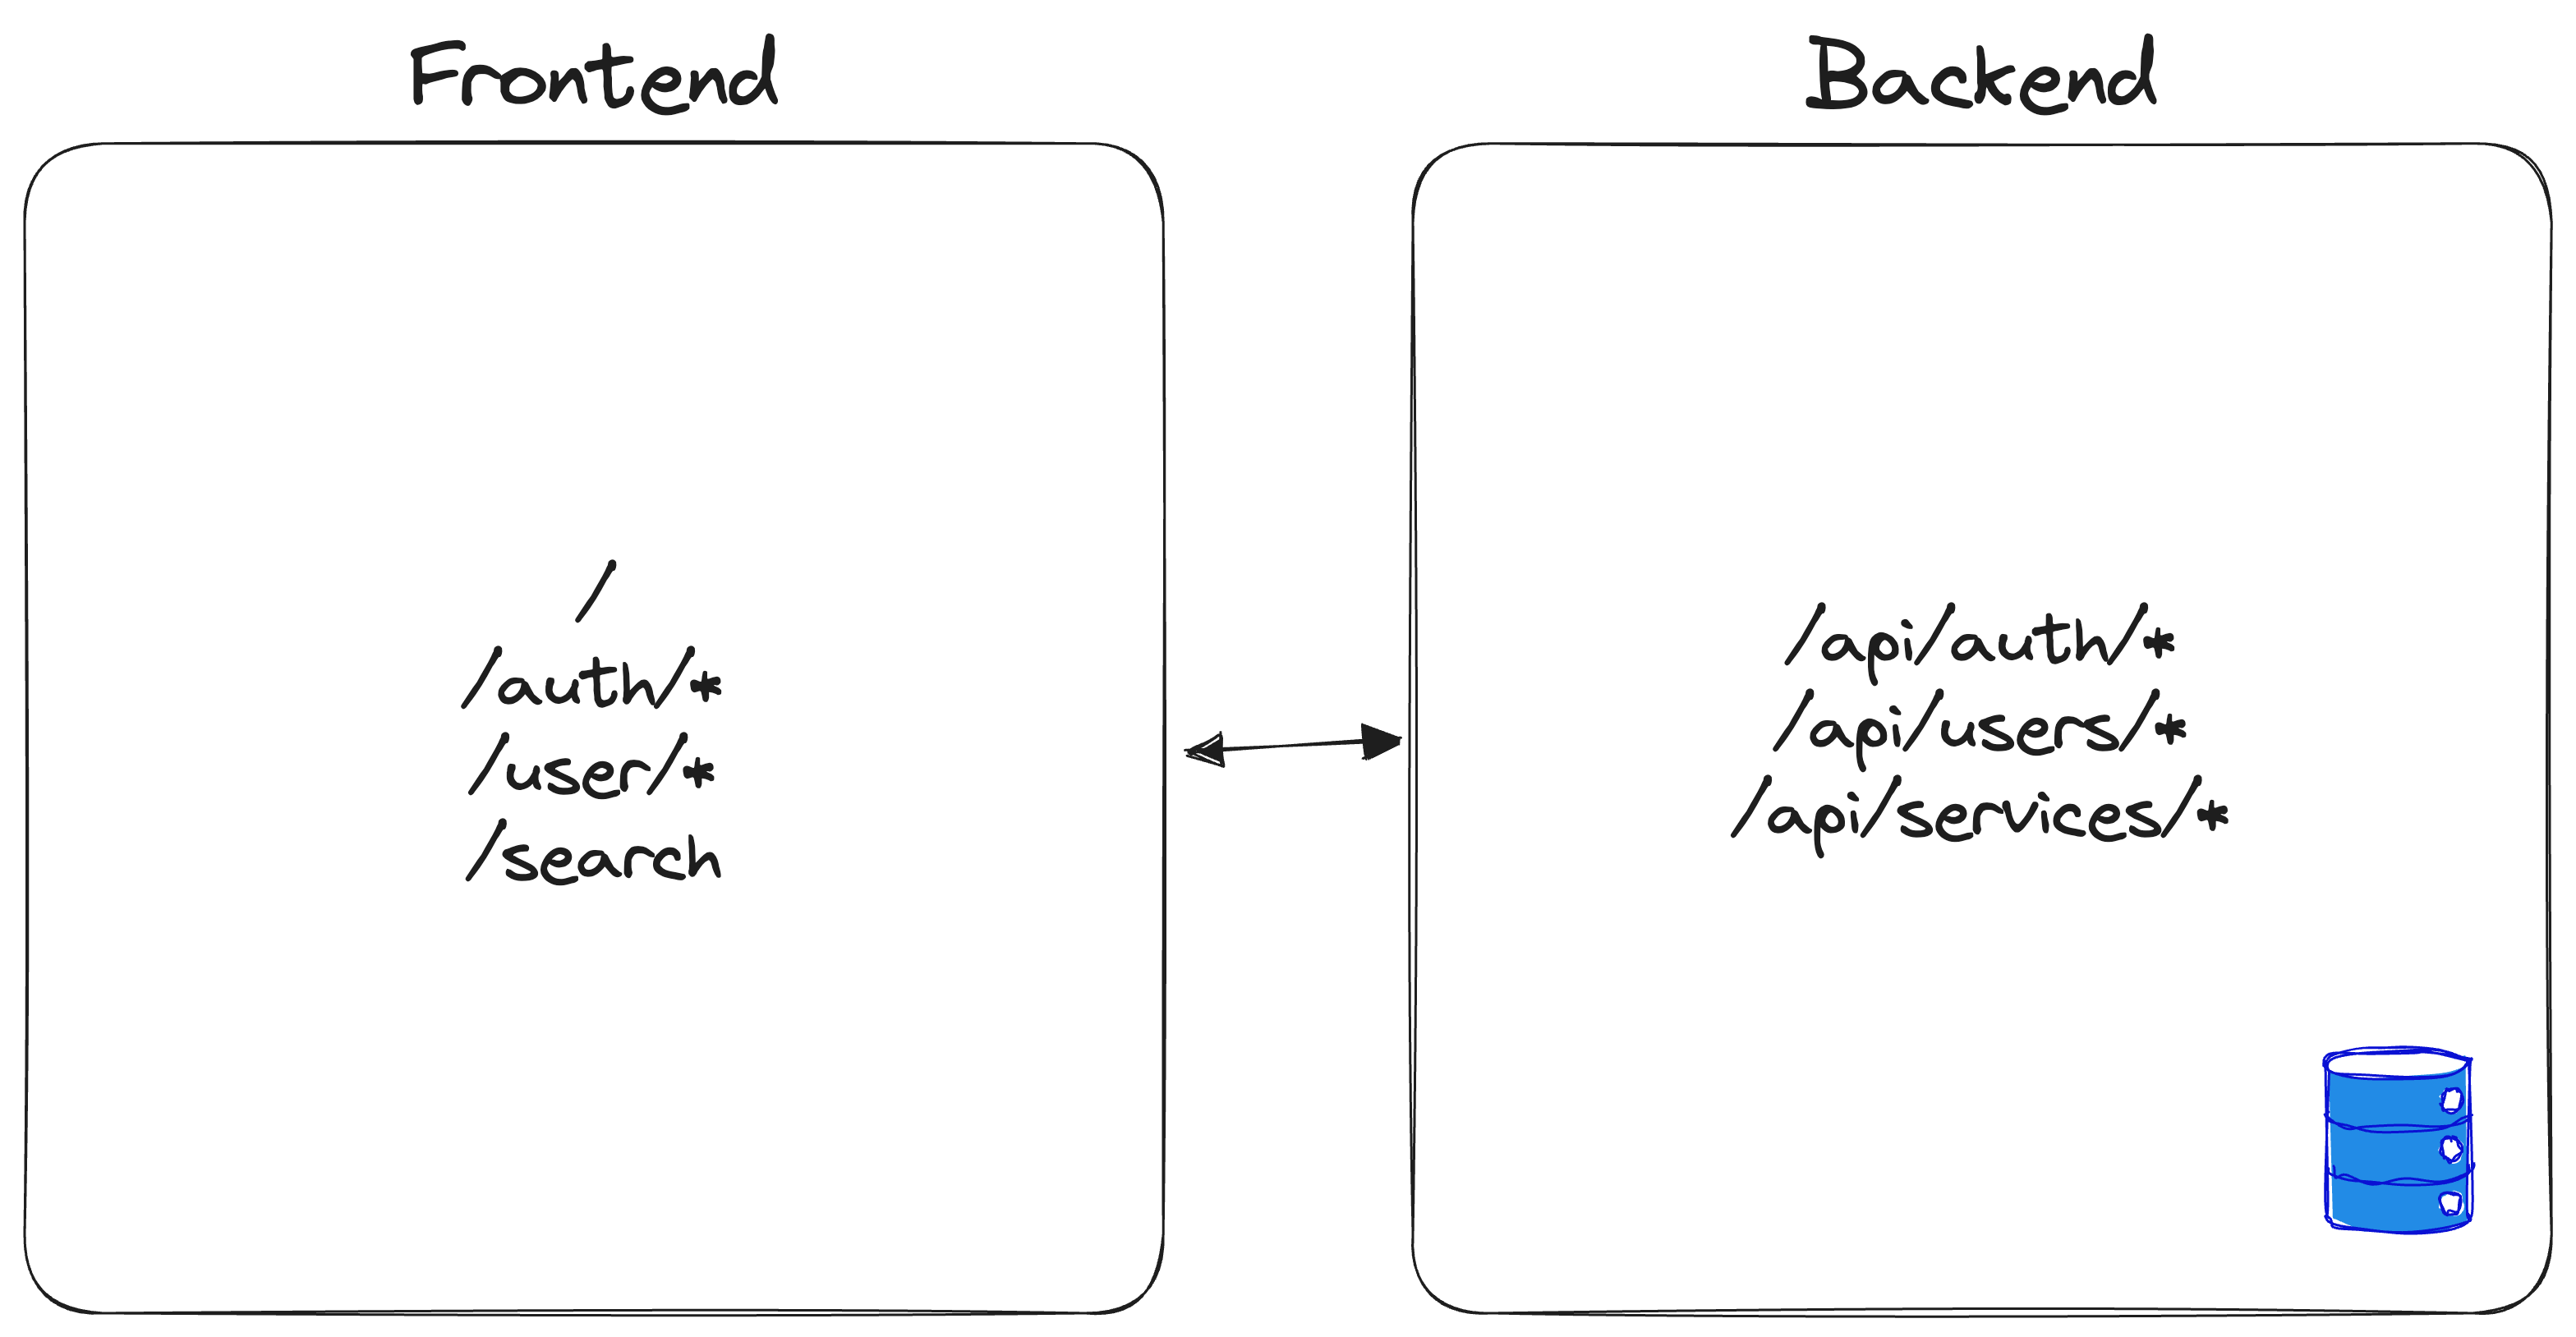 Frontend
/
/auth/*
/user/*
/search
Backend
/api/auth/*
/api/users/*
/api/services/*